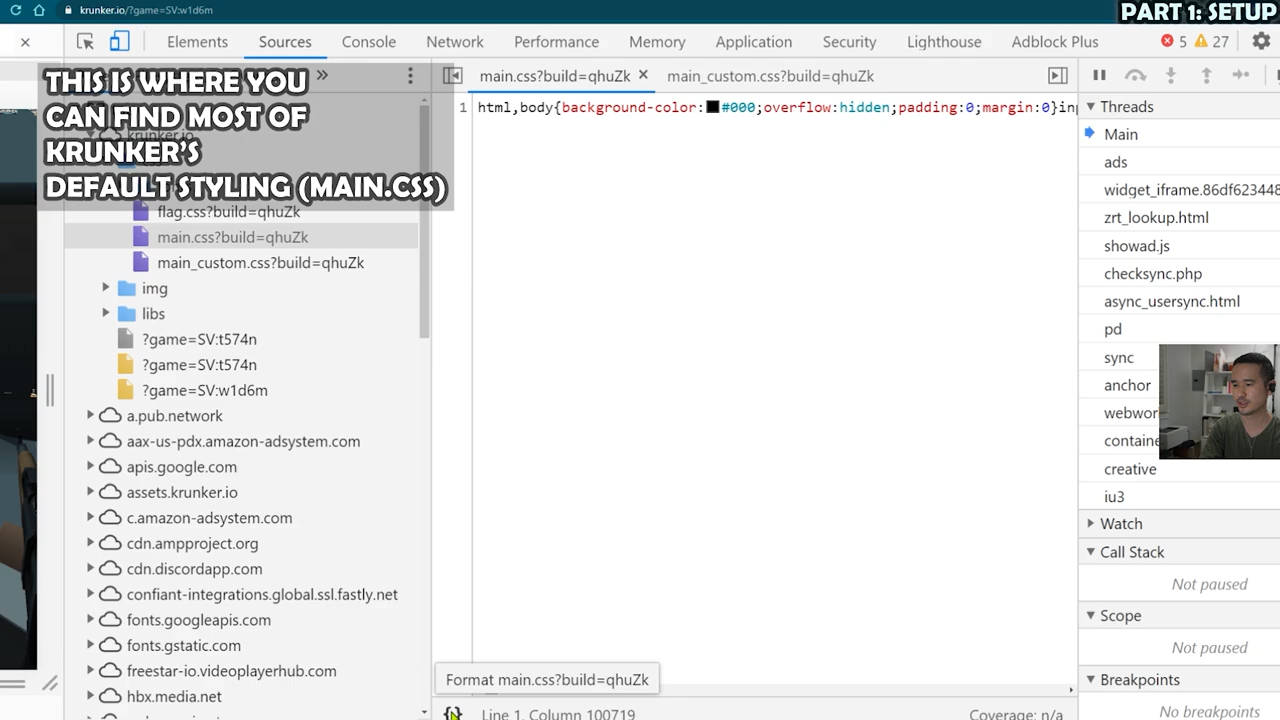 krunker.io/?game=SV:w1d6m
PART 1: SETUP
Elements
Sources
Console
Network
Performance
Memory
Application
Security
Lighthouse
Adblock Plus
5
27
THIS IS WHERE YOU
CAN FIND MOST OF
KRUNKER'S
DEFAULT STYLING (MAIN.CSS)
krunker.io
flag.css?build=qhuZk
main.css?build=qhuZk
main_custom.css?build=qhuZk
img
libs
?game=SV:t574n
?game=SV:t574n
?game=SV:w1d6m
a.pub.network
aax-us-pdx.amazon-adsystem.com
apis.google.com
assets.krunker.io
c.amazon-adsystem.com
cdn.ampproject.org
cdn.discordapp.com
confiant-integrations.global.ssl.fastly.net
fonts.googleapis.com
fonts.gstatic.com
freestar-io.videoplayerhub.com
hbx.media.net
main.css?build=qhuZk
main_custom.css?build=qhuZk
1 html,body{background-color:#000;overflow:hidden;padding:0;margin:0}in
Format main.css?build=qhuZk
{} Line 1, Column 100719
Coverage: n/a
Threads
Main
ads
widget_iframe.86df623448
zrt_lookup.html
showad.js
checksync.php
async_usersync.html
pd
sync
anchor
webwor
containe
creative
iu3
Watch
Call Stack
Not paused
Scope
Not paused
Breakpoints
No breakpoints